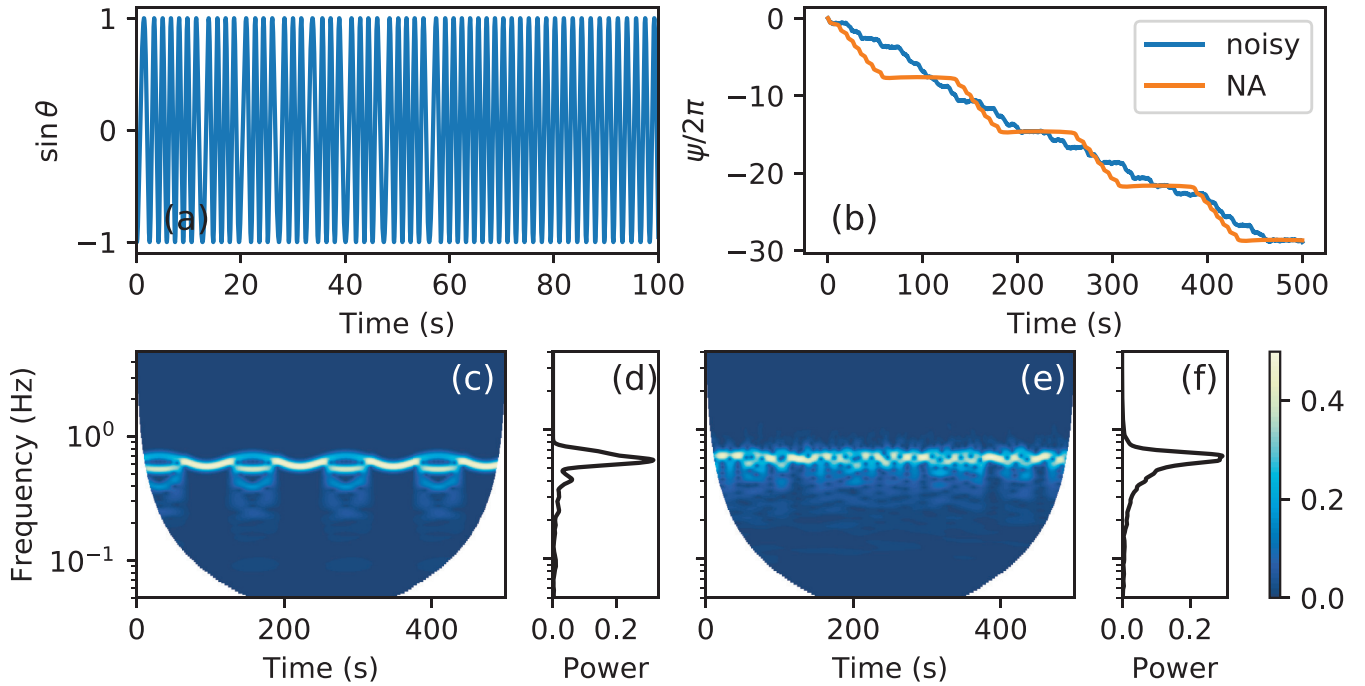 sin θ
1
0
−1
(a)
0 20 40 60 80 100
Time (s)
ψ/2π
0
−10
−20
−30
noisy
NA
(b)
0 100 200 300 400 500
Time (s)
Frequency (Hz)
10⁰
10⁻¹
(c)
0 200 400
Time (s)
(d)
0.0 0.2
Power
(e)
0 200 400
Time (s)
(f)
0.0 0.2
Power
0.4
0.2
0.0